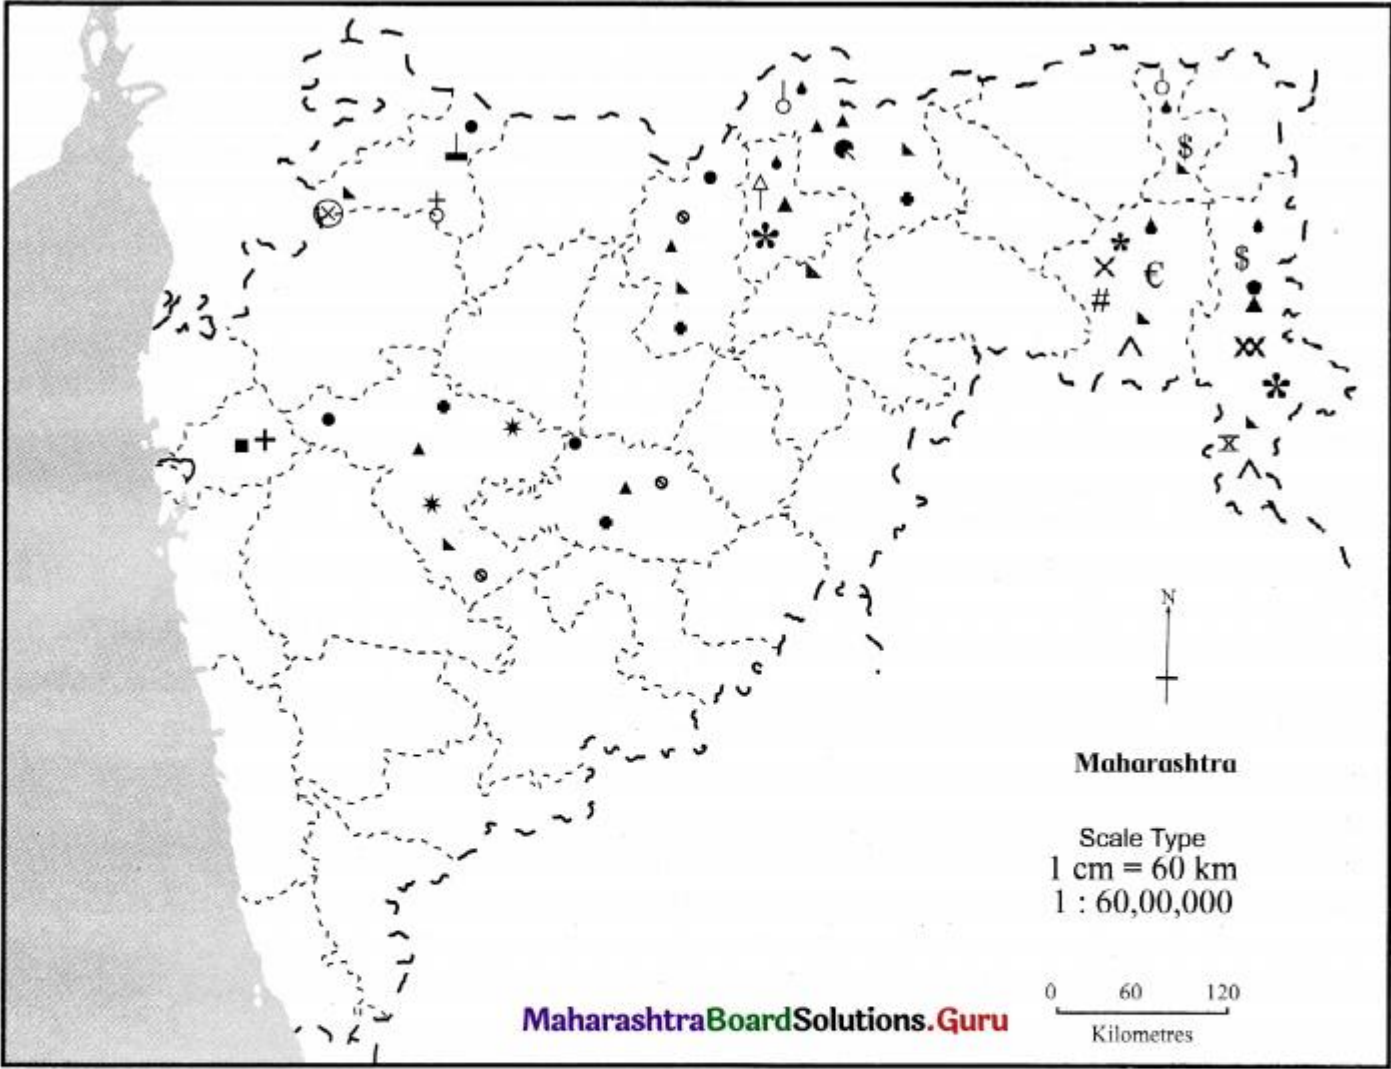 N
Maharashtra
Scale Type
1 cm = 60 km
1 : 60,00,000
0 60 120
Kilometres
MaharashtraBoardSolutions.Guru